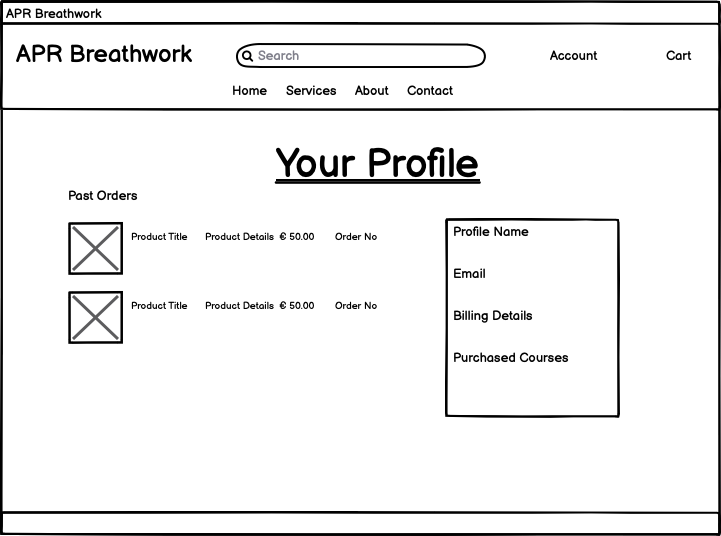 APR Breathwork
APR Breathwork Search Account Cart
Home Services About Contact
Your Profile
Past Orders
Product Title Product Details € 50.00 Order No
Product Title Product Details € 50.00 Order No
Profile Name
Email
Billing Details
Purchased Courses